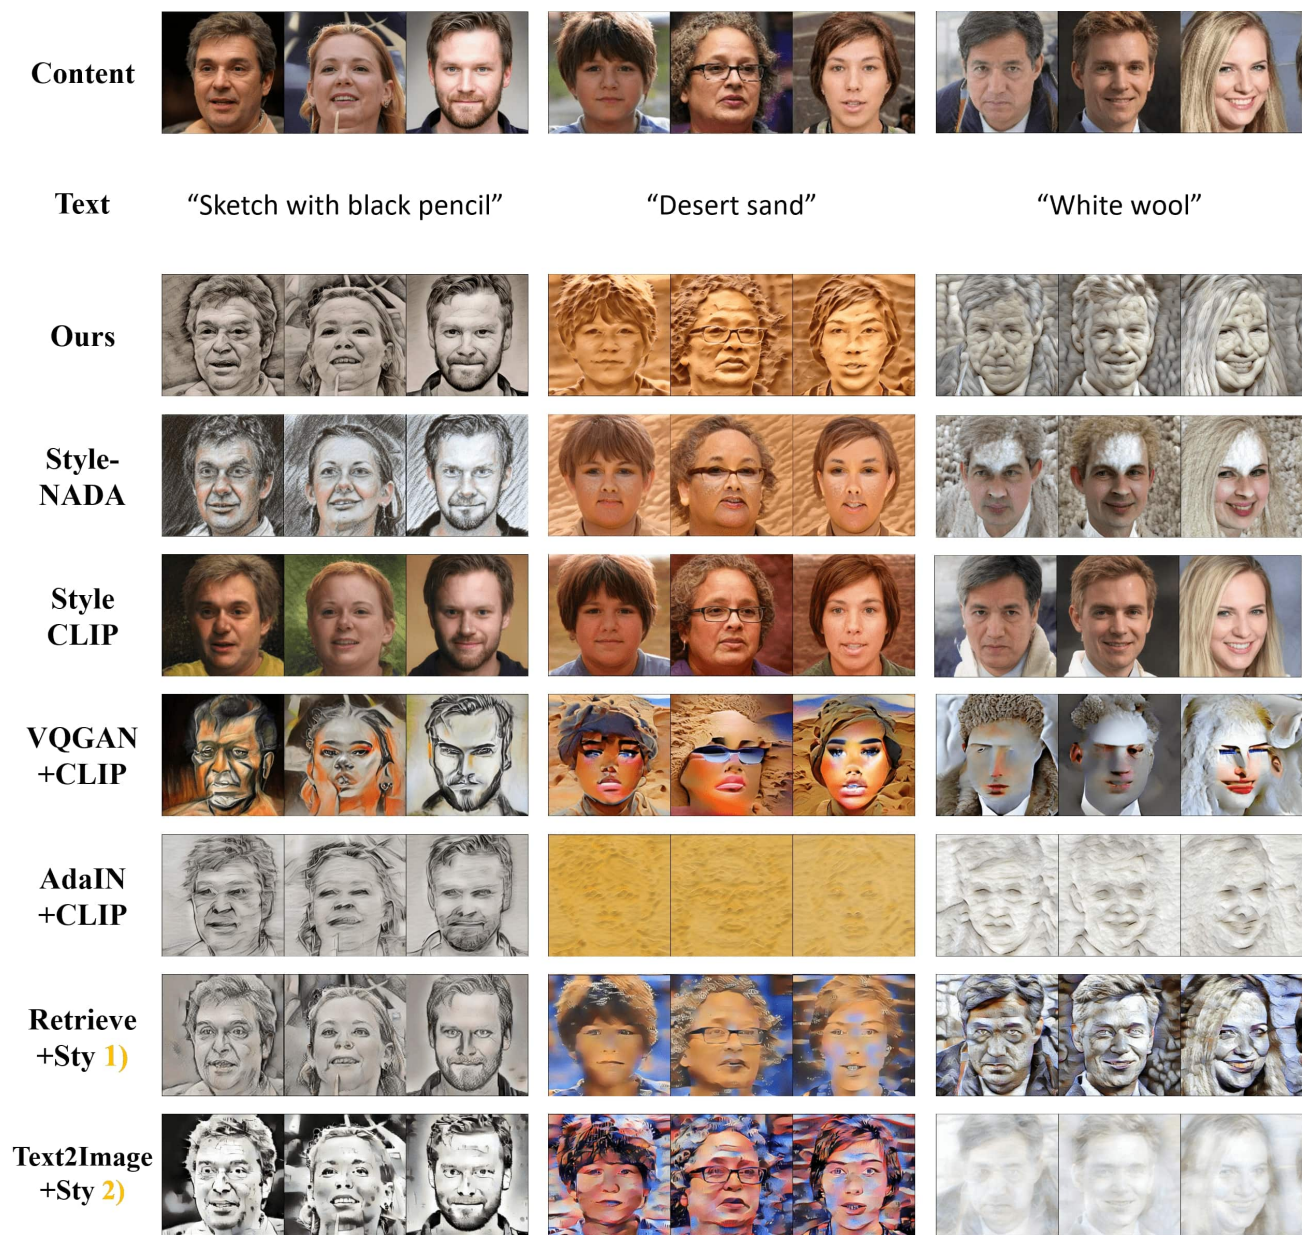 Content
Text
“Sketch with black pencil”
“Desert sand”
“White wool”
Ours
Style-
NADA
Style
CLIP
VQGAN
+CLIP
AdaIN
+CLIP
Retrieve
+Sty 1)
Text2Image
+Sty 2)